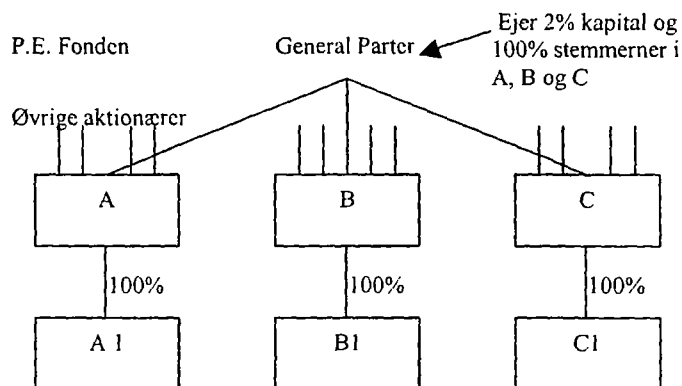 P.E. Fonden
General Parter
Ejer 2% kapital og
100% stemmerner i
A, B og C
Øvrige aktionærer
A
B
C
100%
100%
100%
A 1
B1
C1